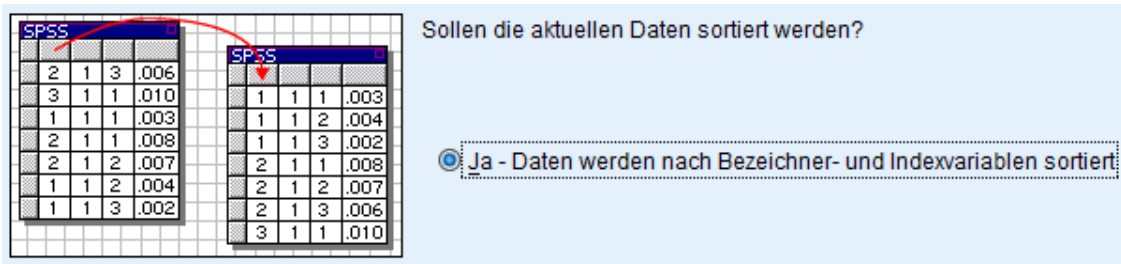 SPSS
2 1 3 .006
3 1 1 .010
1 1 1 .003
2 1 1 .008
2 1 2 .007
1 1 2 .004
1 1 3 .002
SPSS
1 1 1 .003
1 1 2 .004
1 1 3 .002
2 1 1 .008
2 1 2 .007
2 1 3 .006
3 1 1 .010
Sollen die aktuellen Daten sortiert werden?
Ja - Daten werden nach Bezeichner- und Indexvariablen sortiert